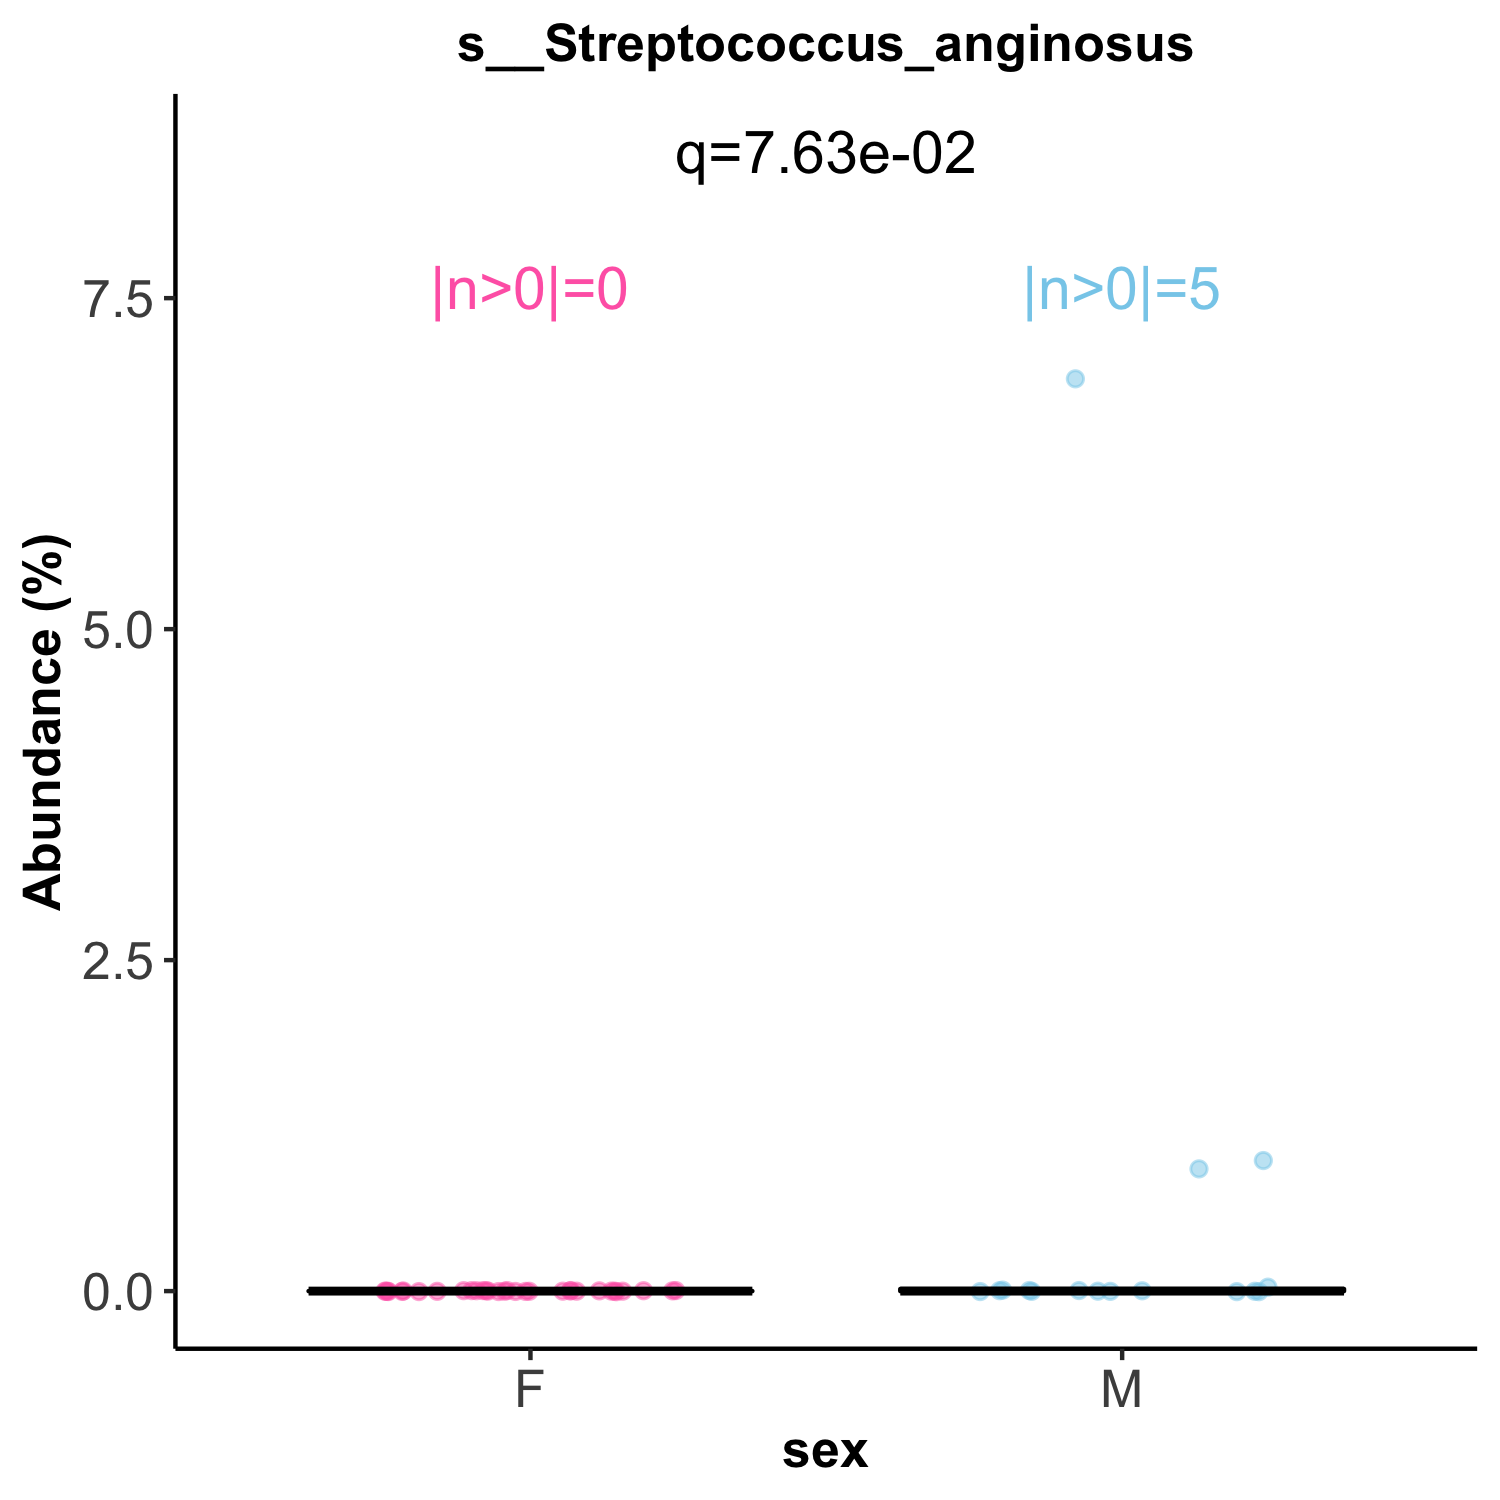 s__Streptococcus_anginosus
q=7.63e-02
|n>0|=0
|n>0|=5
Abundance (%)
7.5
5.0
2.5
0.0
F
M
sex